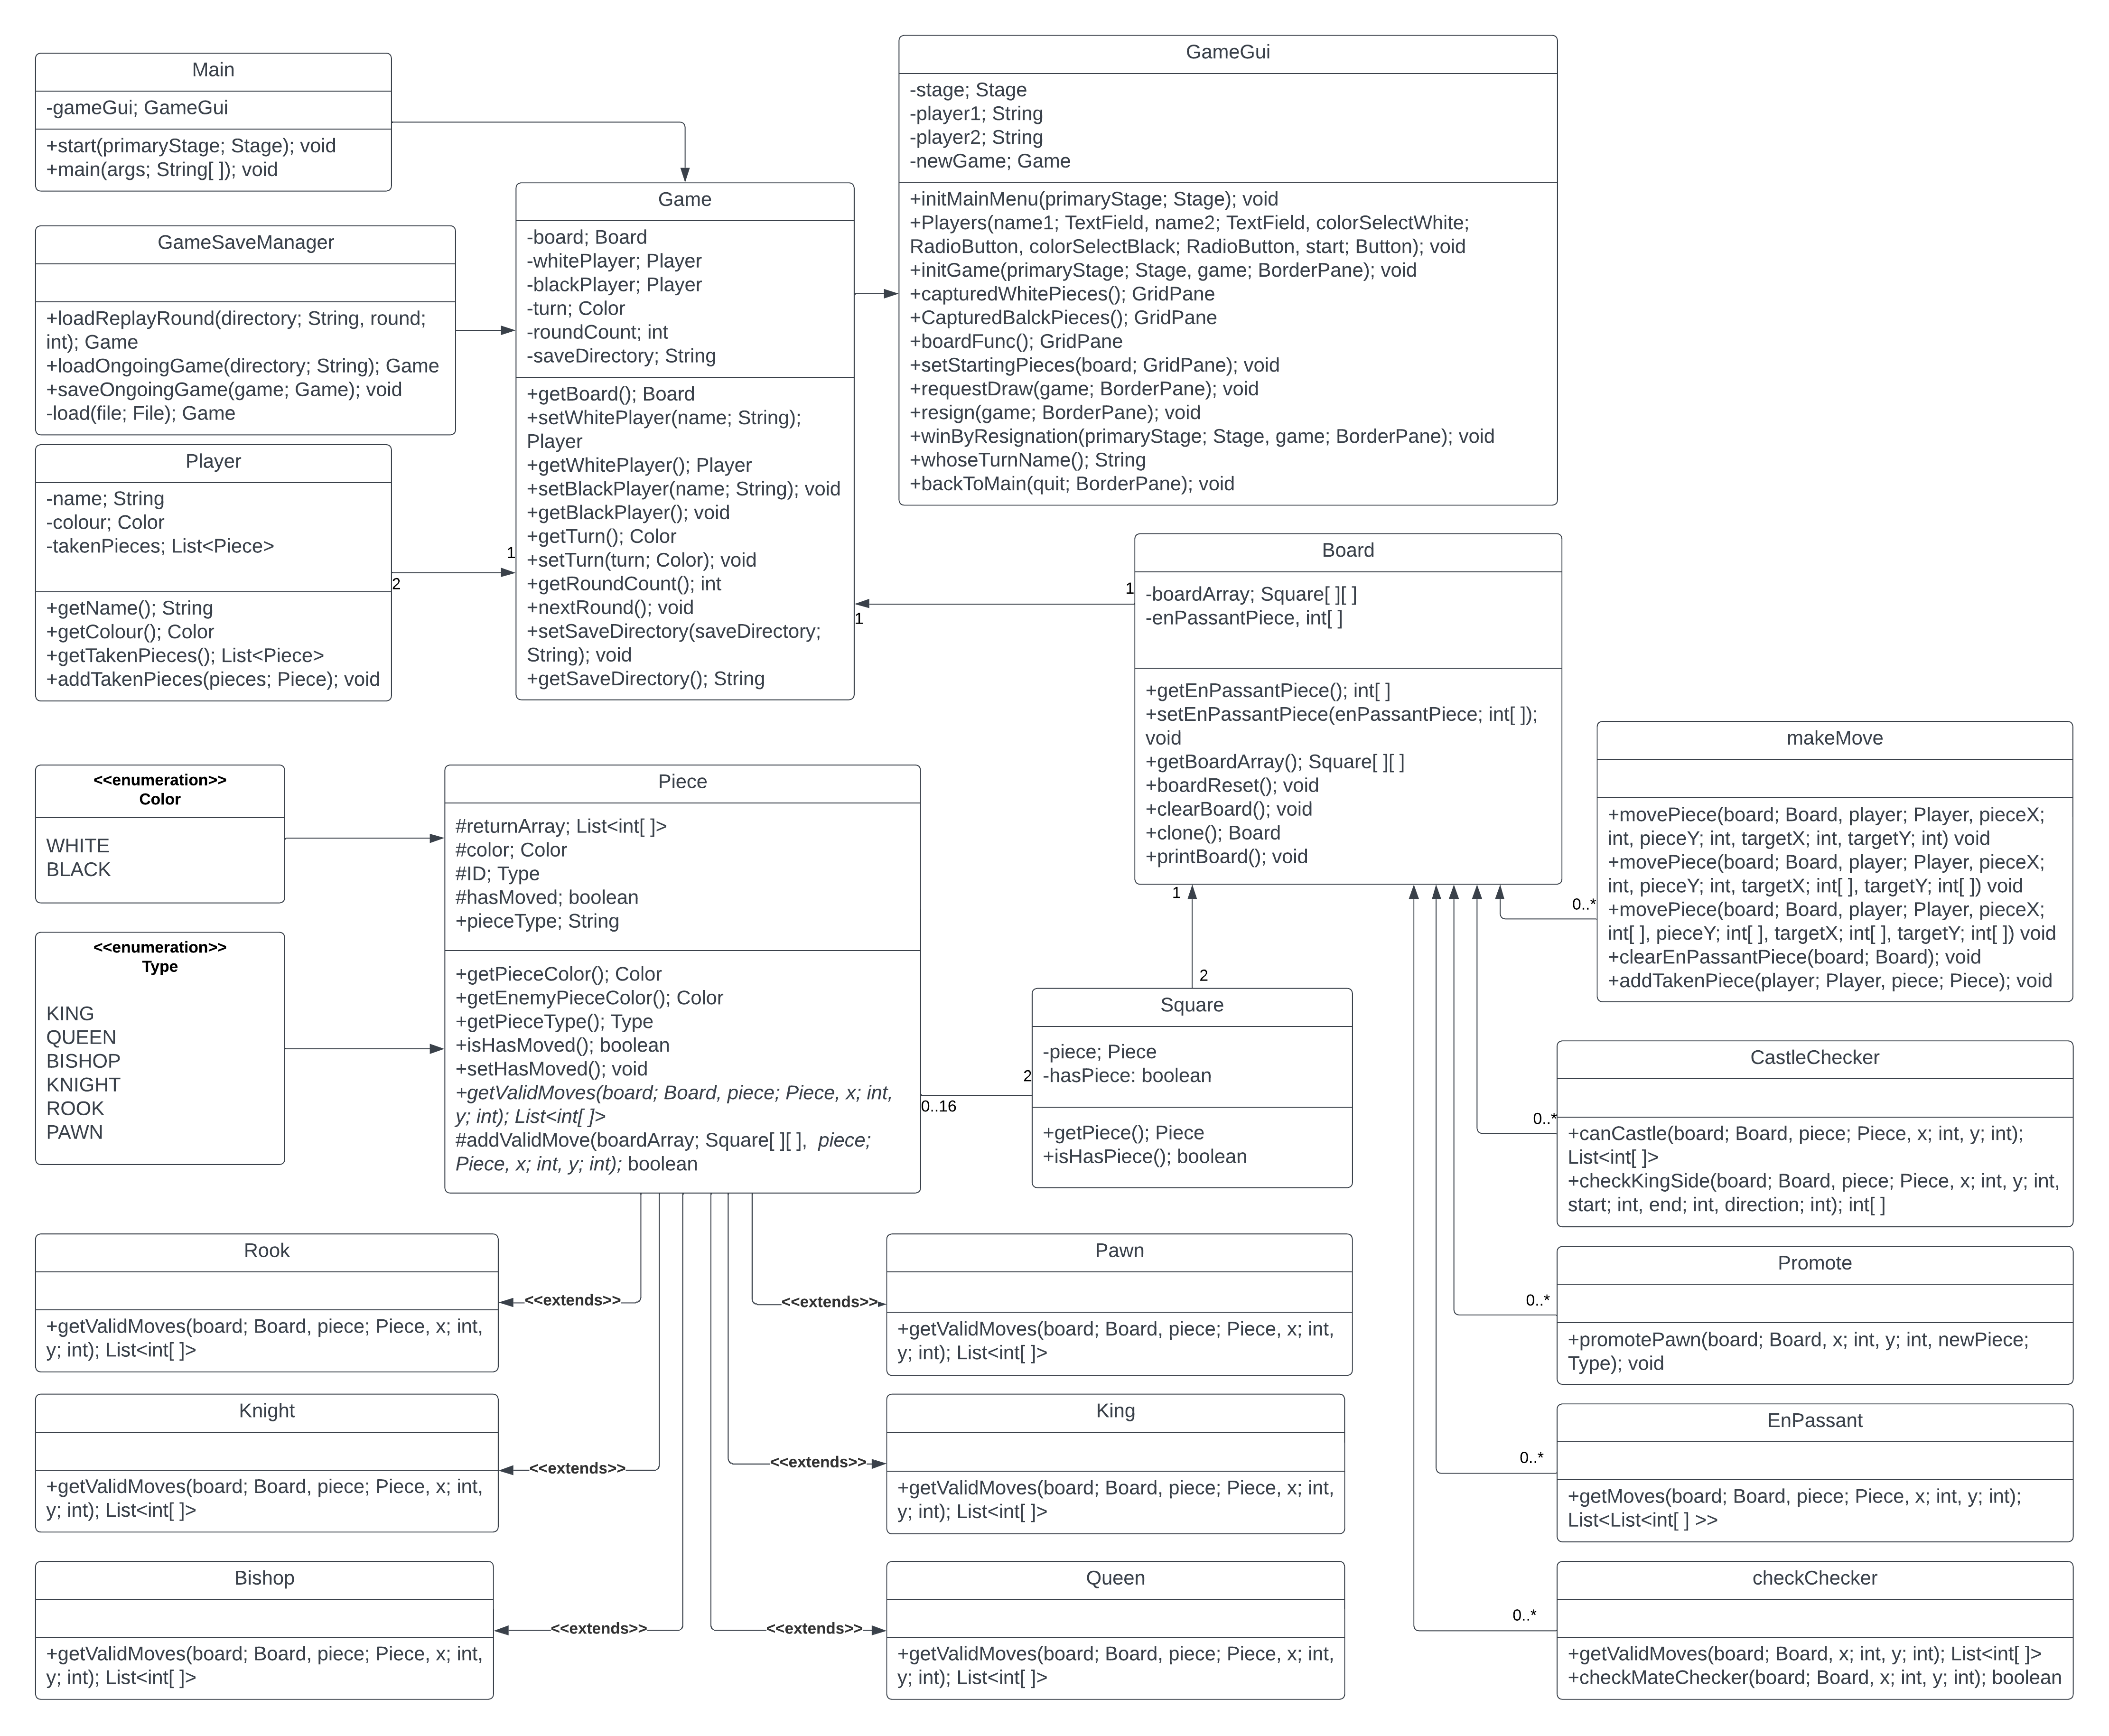 Main
-gameGui; GameGui
+start(primaryStage; Stage); void
+main(args; String[ ]); void
GameSaveManager
+loadReplayRound(directory; String, round;
int); Game
+loadOngoingGame(directory; String); Game
+saveOngoingGame(game; Game); void
-load(file; File); Game
Player
-name; String
-colour; Color
-takenPieces; List<Piece>
+getName(); String
+getColour(); Color
+getTakenPieces(); List<Piece>
+addTakenPieces(pieces; Piece); void
2
1
Game
-board; Board
-whitePlayer; Player
-blackPlayer; Player
-turn; Color
-roundCount; int
-saveDirectory; String
+getBoard(); Board
+setWhitePlayer(name; String);
Player
+getWhitePlayer(); Player
+setBlackPlayer(name; String); void
+getBlackPlayer(); void
+getTurn(); Color
+setTurn(turn; Color); void
+getRoundCount(); int
+nextRound(); void
+setSaveDirectory(saveDirectory;
String); void
+getSaveDirectory(); String
GameGui
-stage; Stage
-player1; String
-player2; String
-newGame; Game
+initMainMenu(primaryStage; Stage); void
+Players(name1; TextField, name2; TextField, colorSelectWhite;
RadioButton, colorSelectBlack; RadioButton, start; Button); void
+initGame(primaryStage; Stage, game; BorderPane); void
+capturedWhitePieces(); GridPane
+CapturedBalckPieces(); GridPane
+boardFunc(); GridPane
+setStartingPieces(board; GridPane); void
+requestDraw(game; BorderPane); void
+resign(game; BorderPane); void
+winByResignation(primaryStage; Stage, game; BorderPane); void
+whoseTurnName(); String
+backToMain(quit; BorderPane); void
1
1
Board
-boardArray; Square[ ][ ]
-enPassantPiece, int[ ]
+getEnPassantPiece(); int[ ]
+setEnPassantPiece(enPassantPiece; int[ ]);
void
+getBoardArray(); Square[ ][ ]
+boardReset(); void
+clearBoard(); void
+clone(); Board
+printBoard(); void
makeMove
+movePiece(board; Board, player; Player, pieceX;
int, pieceY; int, targetX; int, targetY; int) void
+movePiece(board; Board, player; Player, pieceX;
int, pieceY; int, targetX; int[ ], targetY; int[ ]) void
+movePiece(board; Board, player; Player, pieceX;
int[ ], pieceY; int[ ], targetX; int[ ], targetY; int[ ]) void
+clearEnPassantPiece(board; Board); void
+addTakenPiece(player; Player, piece; Piece); void
0..*
<<enumeration>>
Color
WHITE
BLACK
<<enumeration>>
Type
KING
QUEEN
BISHOP
KNIGHT
ROOK
PAWN
Piece
#returnArray; List<int[ ]>
#color; Color
#ID; Type
#hasMoved; boolean
+pieceType; String
+getPieceColor(); Color
+getEnemyPieceColor(); Color
+getPieceType(); Type
+isHasMoved(); boolean
+setHasMoved(); void
+getValidMoves(board; Board, piece; Piece, x; int,
y; int); List<int[ ]>
#addValidMove(boardArray; Square[ ][ ], piece;
Piece, x; int, y; int); boolean
0..16
2
1
2
Square
-piece; Piece
-hasPiece: boolean
+getPiece(); Piece
+isHasPiece(); boolean
CastleChecker
+canCastle(board; Board, piece; Piece, x; int, y; int);
List<int[ ]>
+checkKingSide(board; Board, piece; Piece, x; int, y; int,
start; int, end; int, direction; int); int[ ]
0..*
Promote
+promotePawn(board; Board, x; int, y; int, newPiece;
Type); void
0..*
EnPassant
+getMoves(board; Board, piece; Piece, x; int, y; int);
List<List<int[ ] >>
0..*
checkChecker
+getValidMoves(board; Board, x; int, y; int); List<int[ ]>
+checkMateChecker(board; Board, x; int, y; int); boolean
0..*
Rook
+getValidMoves(board; Board, piece; Piece, x; int,
y; int); List<int[ ]>
<<extends>>
Pawn
+getValidMoves(board; Board, piece; Piece, x; int,
y; int); List<int[ ]>
<<extends>>
Knight
+getValidMoves(board; Board, piece; Piece, x; int,
y; int); List<int[ ]>
<<extends>>
King
+getValidMoves(board; Board, piece; Piece, x; int,
y; int); List<int[ ]>
<<extends>>
Bishop
+getValidMoves(board; Board, piece; Piece, x; int,
y; int); List<int[ ]>
<<extends>>
Queen
+getValidMoves(board; Board, piece; Piece, x; int,
y; int); List<int[ ]>
<<extends>>